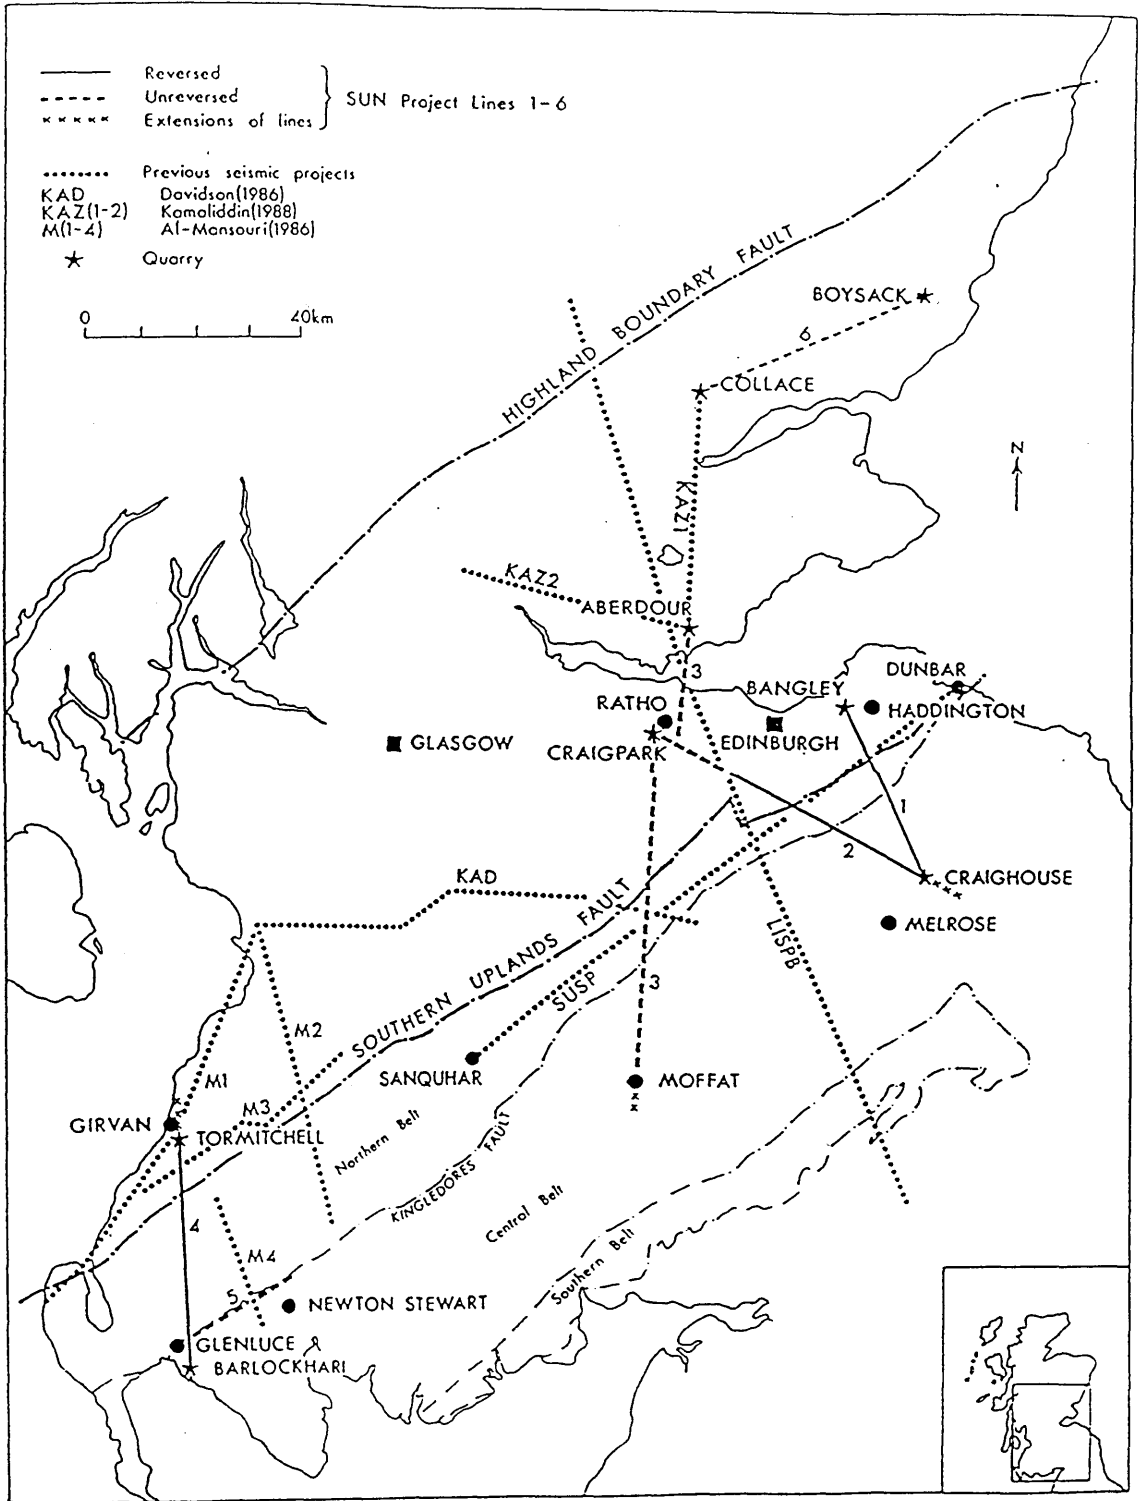 Reversed
Unreversed
Extensions of lines
SUN Project Lines 1-6
Previous seismic projects
KAD Davidson(1986)
KAZ(1-2) Kamaliddin(1988)
M(1-4) Al-Mansouri(1986)
Quarry
0 40km
HIGHLAND BOUNDARY FAULT
BOYSACK
6
COLLACE
N
KAZ1
KAZ2
ABERDOUR
3
DUNBAR
BANGLEY
RATHO
HADDINGTON
GLASGOW
CRAIGPARK
EDINBURGH
1
2
KAD
CRAIGHOUSE
MELROSE
SOUTHERN UPLANDS FAULT
LISPB
SUSP
3
M2
SANQUHAR
MOFFAT
M1
M3
GIRVAN
TORMITCHELL
Northern Belt
KINGLEDORES FAULT
Central Belt
4
M4
Southern Belt
5
NEWTON STEWART
GLENLUCE &
BARLOCKHARI